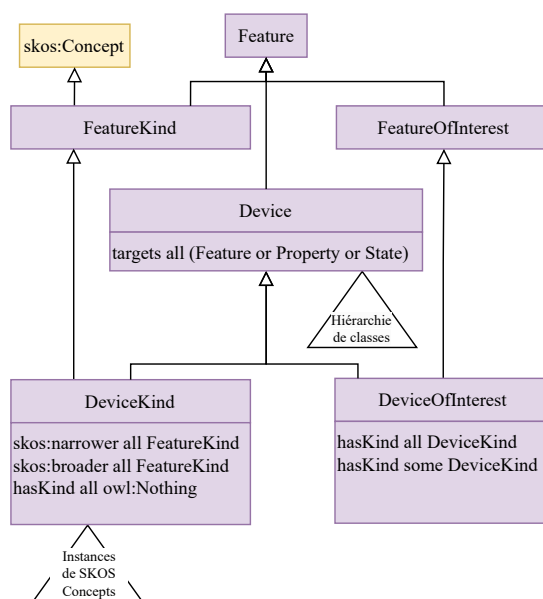 Feature
skos:Concept
FeatureKind
FeatureOfInterest
Device
targets all (Feature or Property or State)
Hiérarchie
de classes
DeviceKind
skos:narrower all FeatureKind
skos:broader all FeatureKind
hasKind all owl:Nothing
DeviceOfInterest
hasKind all DeviceKind
hasKind some DeviceKind
Instances
de SKOS
Concepts